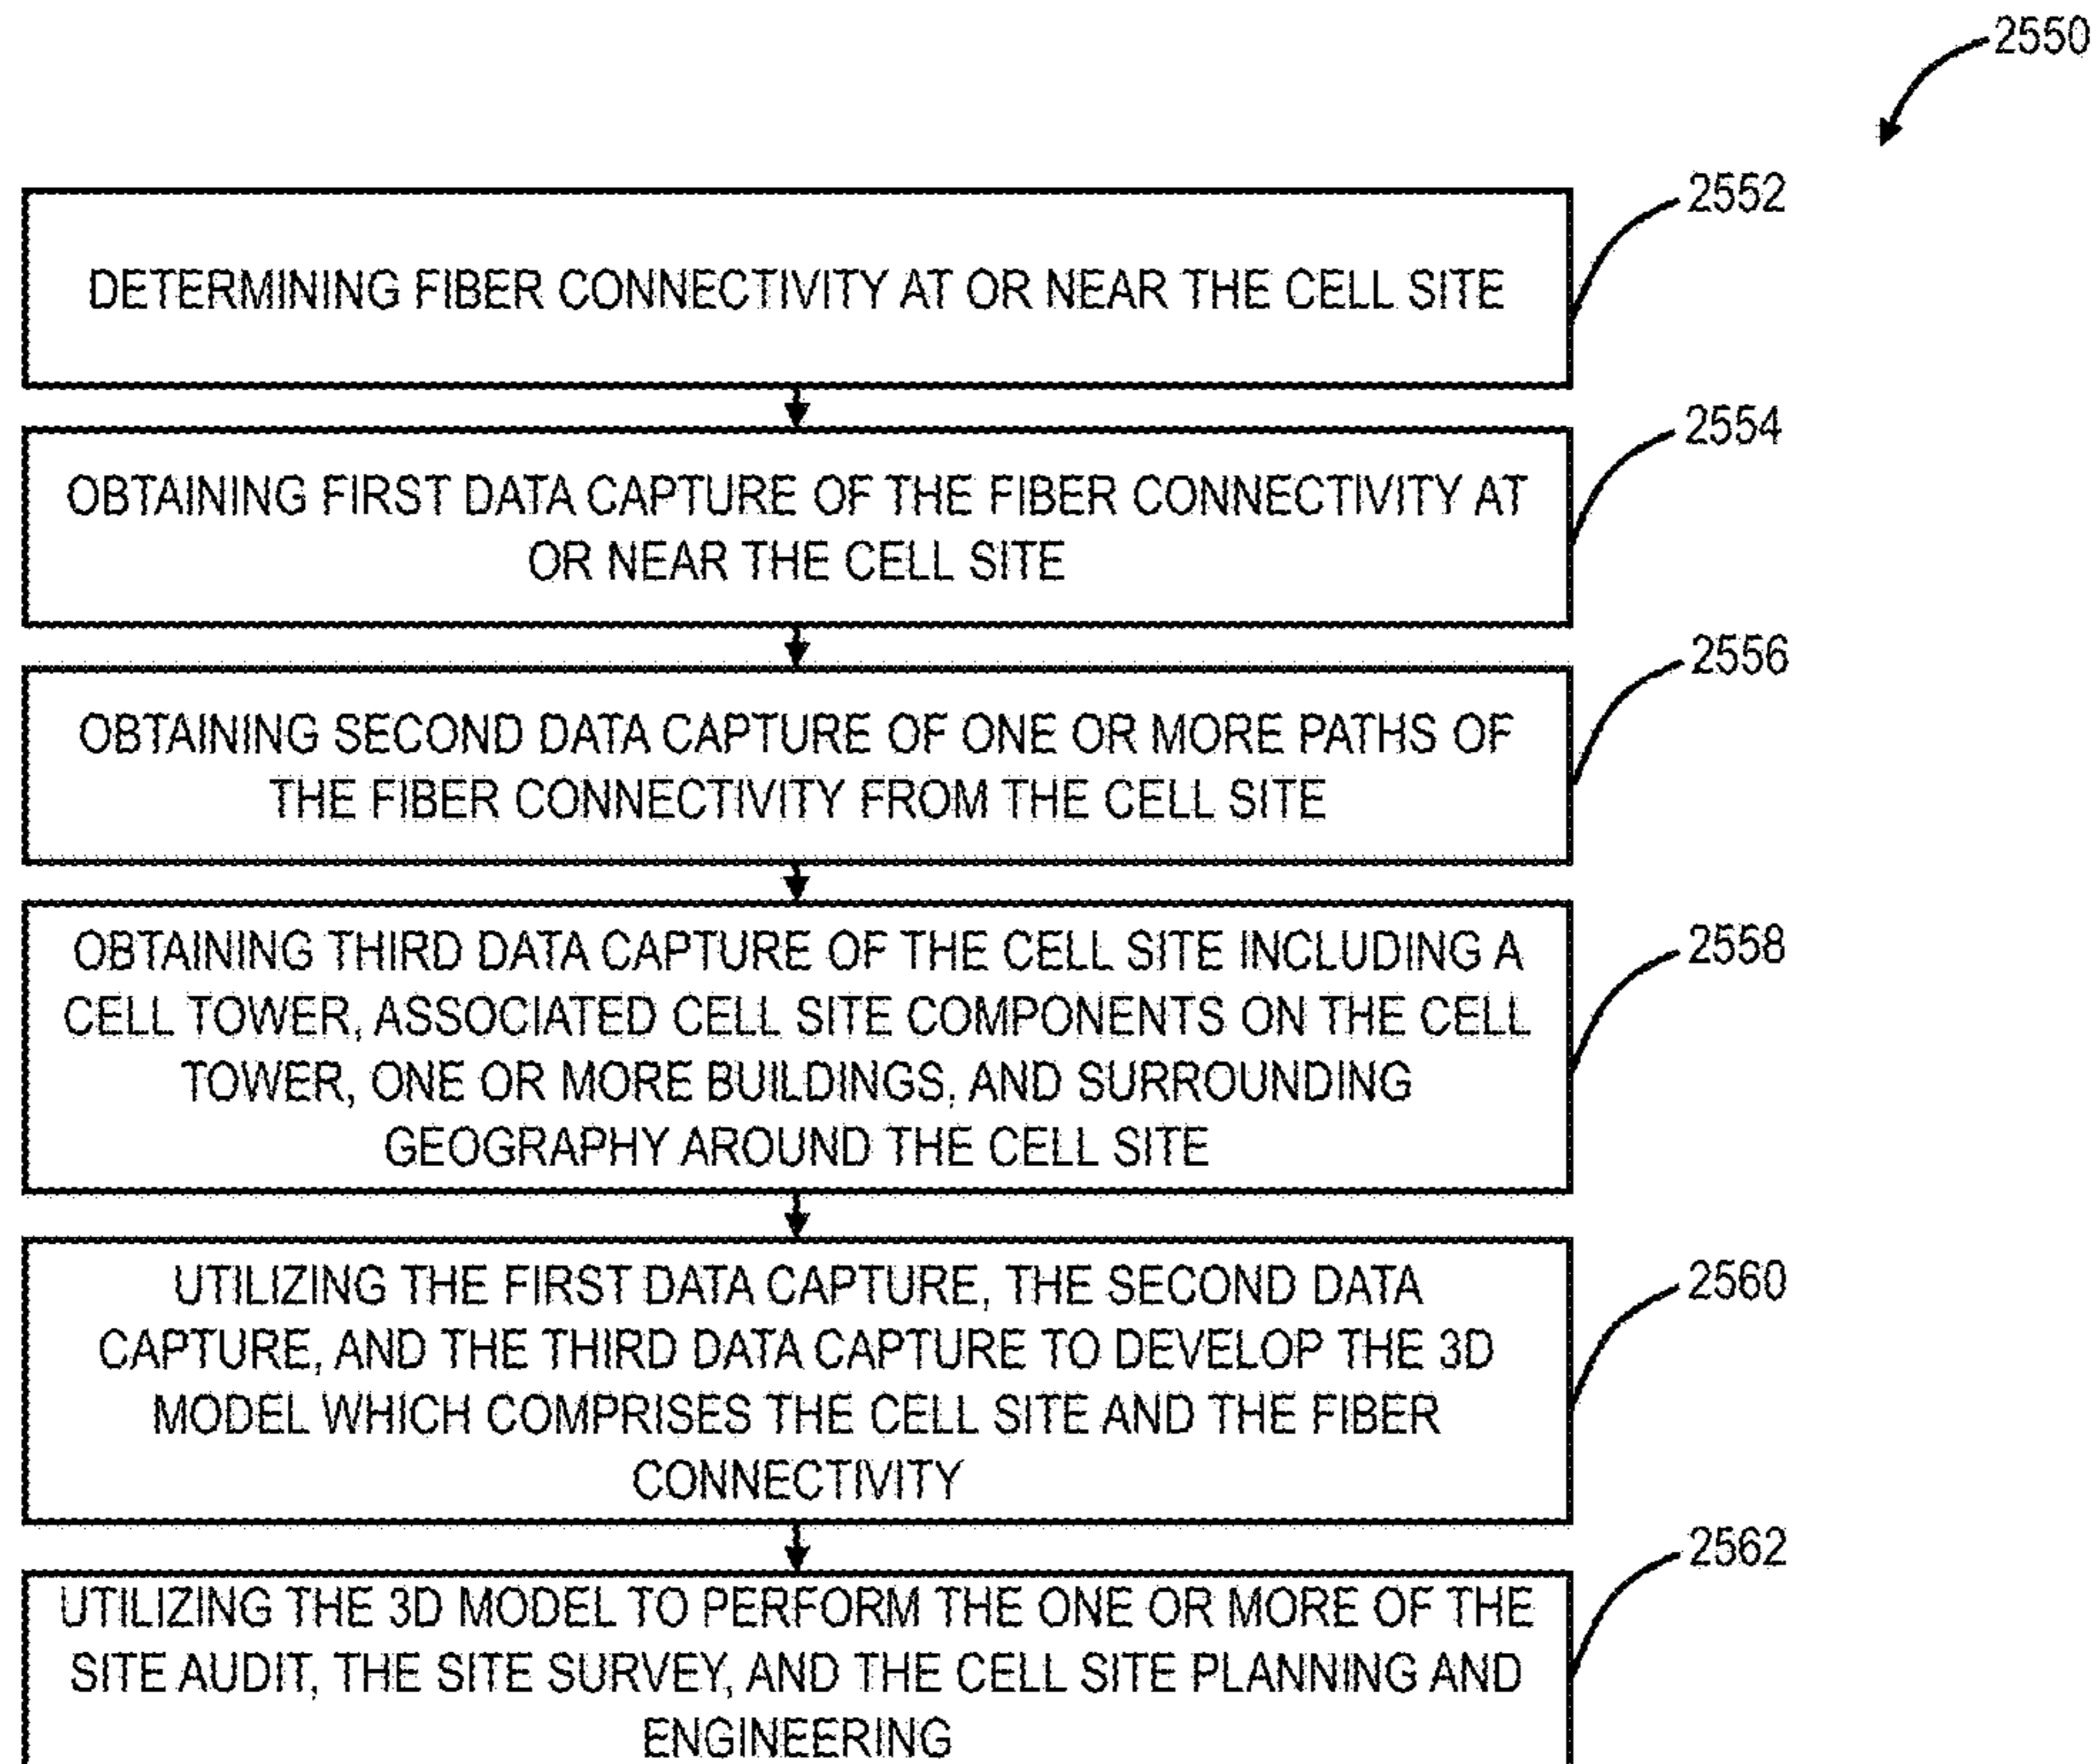 2550
2552
DETERMINING FIBER CONNECTIVITY AT OR NEAR THE CELL SITE
2554
OBTAINING FIRST DATA CAPTURE OF THE FIBER CONNECTIVITY AT
OR NEAR THE CELL SITE
2556
OBTAINING SECOND DATA CAPTURE OF ONE OR MORE PATHS OF
THE FIBER CONNECTIVITY FROM THE CELL SITE
2558
OBTAINING THIRD DATA CAPTURE OF THE CELL SITE INCLUDING A
CELL TOWER, ASSOCIATED CELL SITE COMPONENTS ON THE CELL
TOWER, ONE OR MORE BUILDINGS, AND SURROUNDING
GEOGRAPHY AROUND THE CELL SITE
2560
UTILIZING THE FIRST DATA CAPTURE, THE SECOND DATA
CAPTURE, AND THE THIRD DATA CAPTURE TO DEVELOP THE 3D
MODEL WHICH COMPRISES THE CELL SITE AND THE FIBER
CONNECTIVITY
2562
UTILIZING THE 3D MODEL TO PERFORM THE ONE OR MORE OF THE
SITE AUDIT, THE SITE SURVEY, AND THE CELL SITE PLANNING AND
ENGINEERING